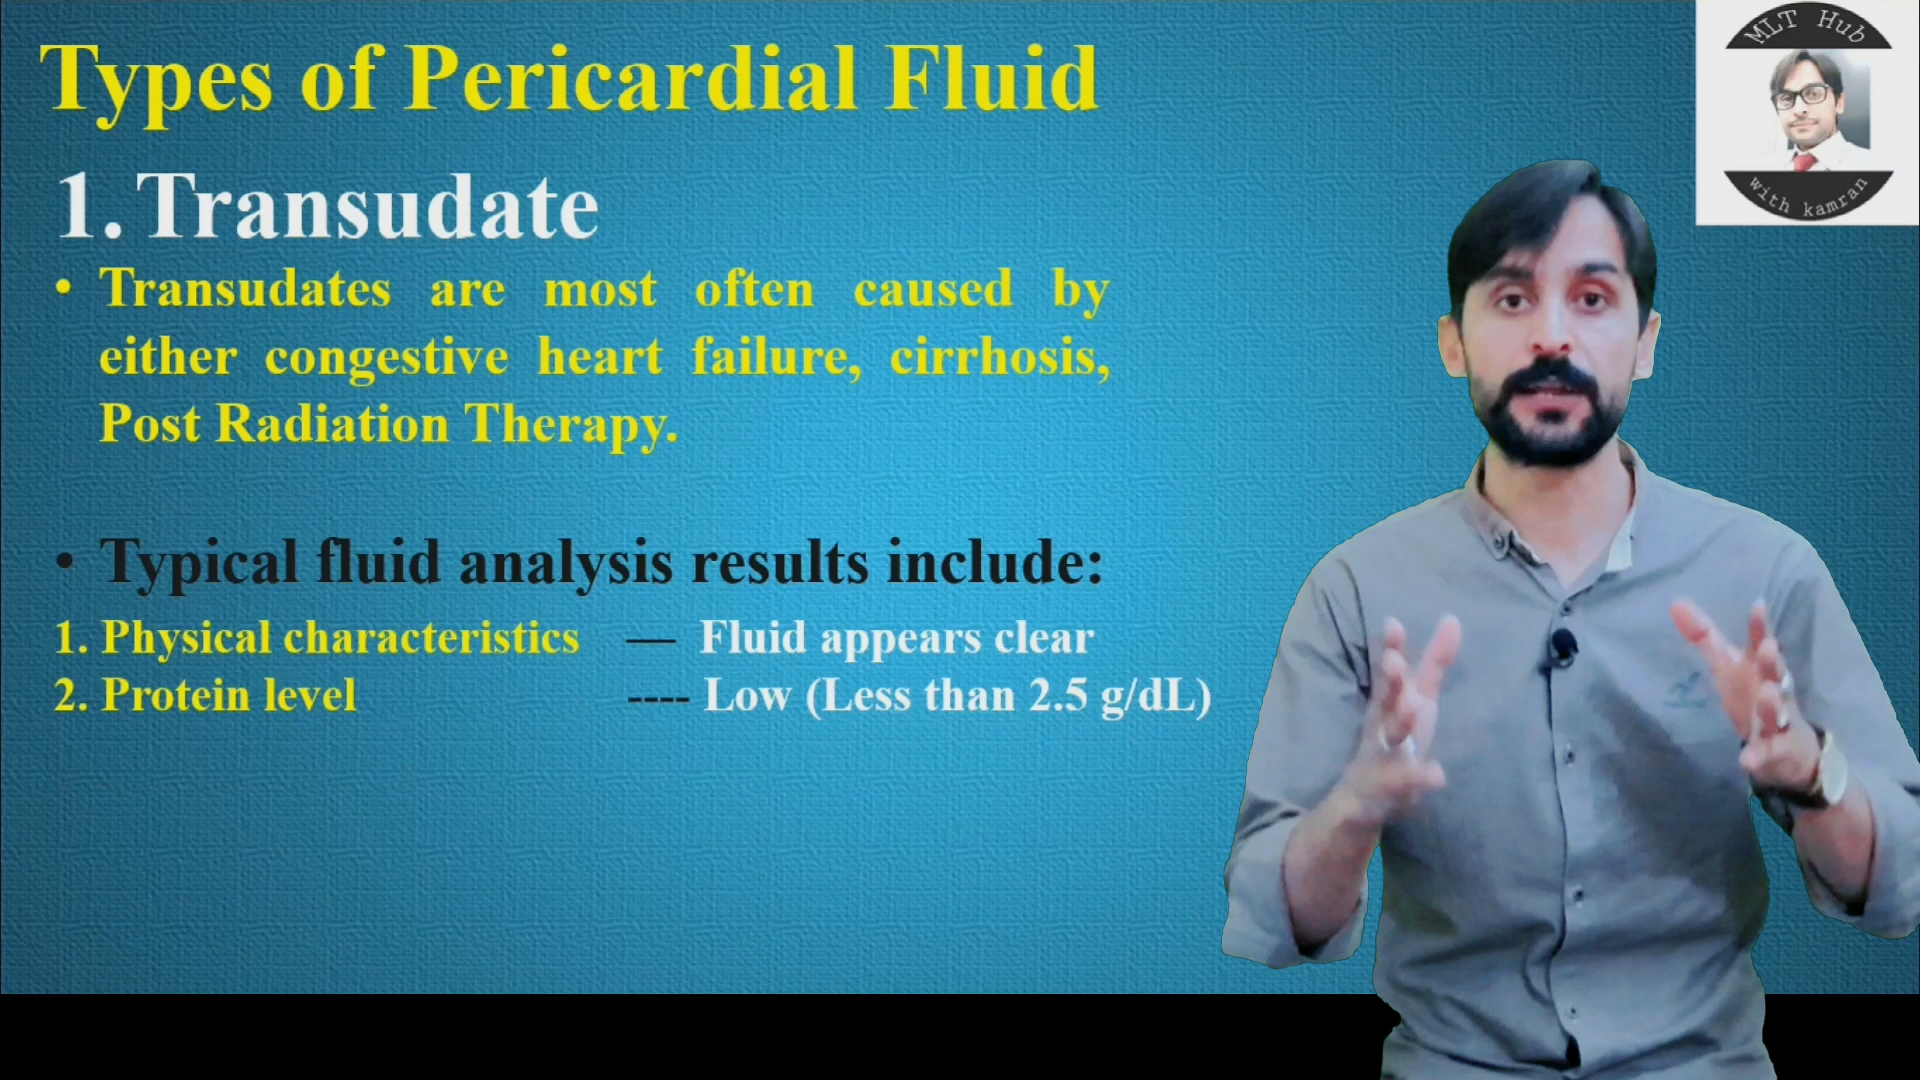 Types of Pericardial Fluid
1. Transudate
• Transudates are most often caused by
either congestive heart failure, cirrhosis,
Post Radiation Therapy.
• Typical fluid analysis results include:
1. Physical characteristics — Fluid appears clear
2. Protein level ---- Low (Less than 2.5 g/dL)
MLT Hub
with kamran